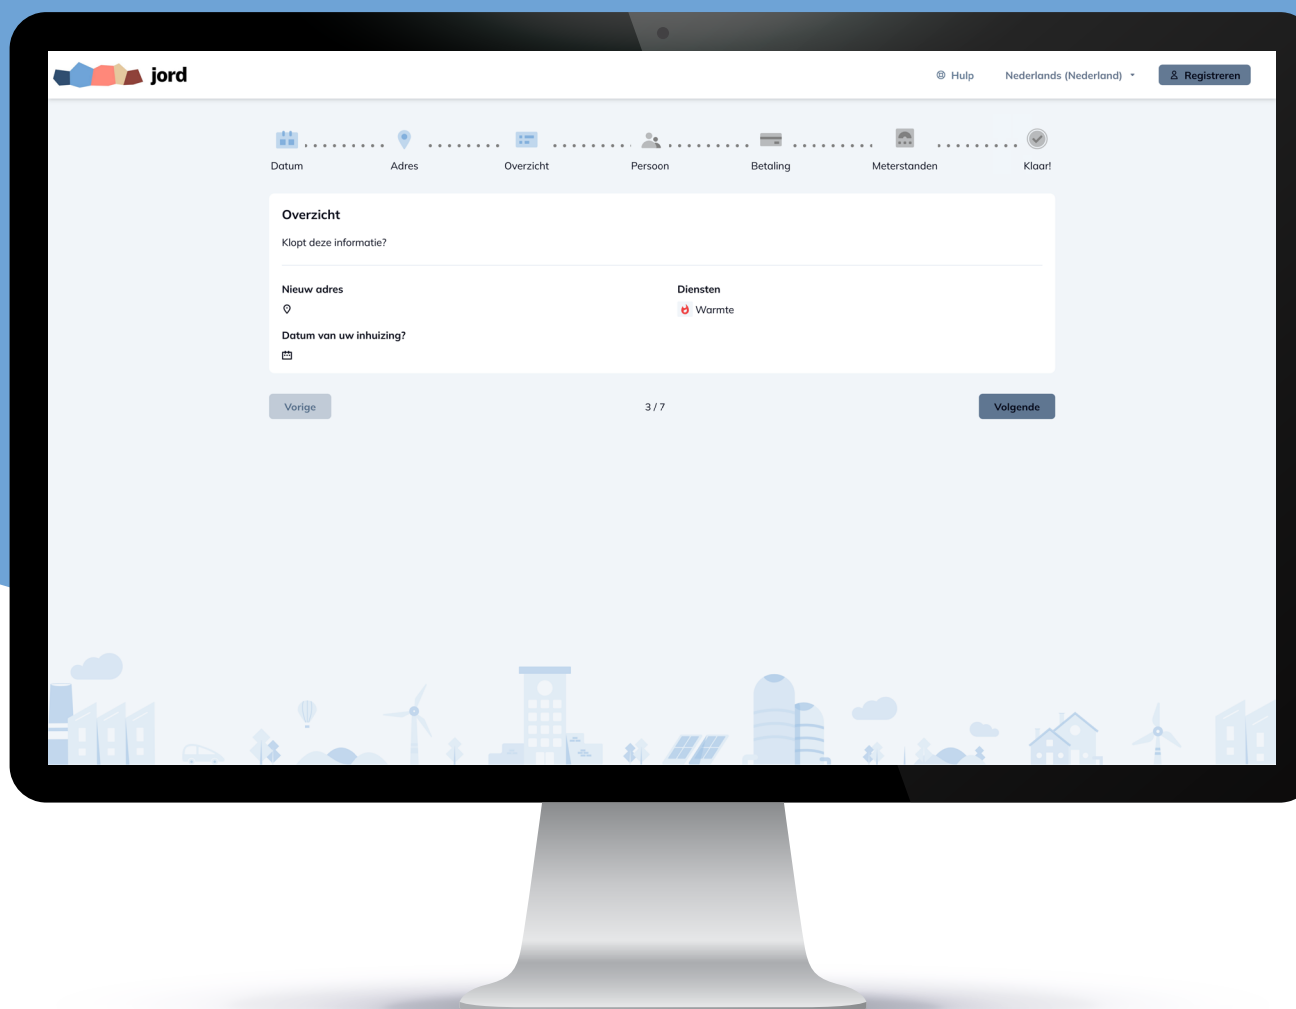 jord
Hulp
Nederlands (Nederland)
Registreren
Datum
Adres
Overzicht
Persoon
Betaling
Meterstanden
Klaar!
Overzicht
Klopt deze informatie?
Nieuw adres
Diensten
Warmte
Datum van uw inhuizing?
Vorige
3 / 7
Volgende